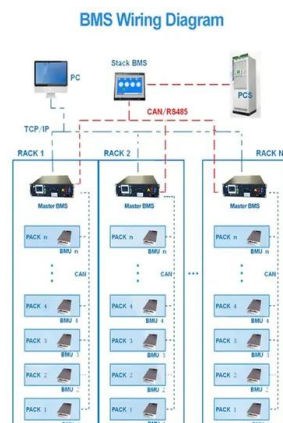 BMS Wiring Diagram
Stack BMS
PC
PCS
CAN/RS485
TCP/IP
RACK 1
RACK 2
RACK N
Master BMS
Master BMS
Master BMS
PACK n
PACK n
PACK n
BMU n
BMU n
BMU n
CAN
CAN
CAN
PACK 4
PACK 4
PACK 4
BMU 4
BMU 4
BMU 4
PACK 3
PACK 3
PACK 3
BMU 3
BMU 3
BMU 3
PACK 2
PACK 2
PACK 2
BMU 2
BMU 2
BMU 2
PACK 1
PACK 1
PACK 1